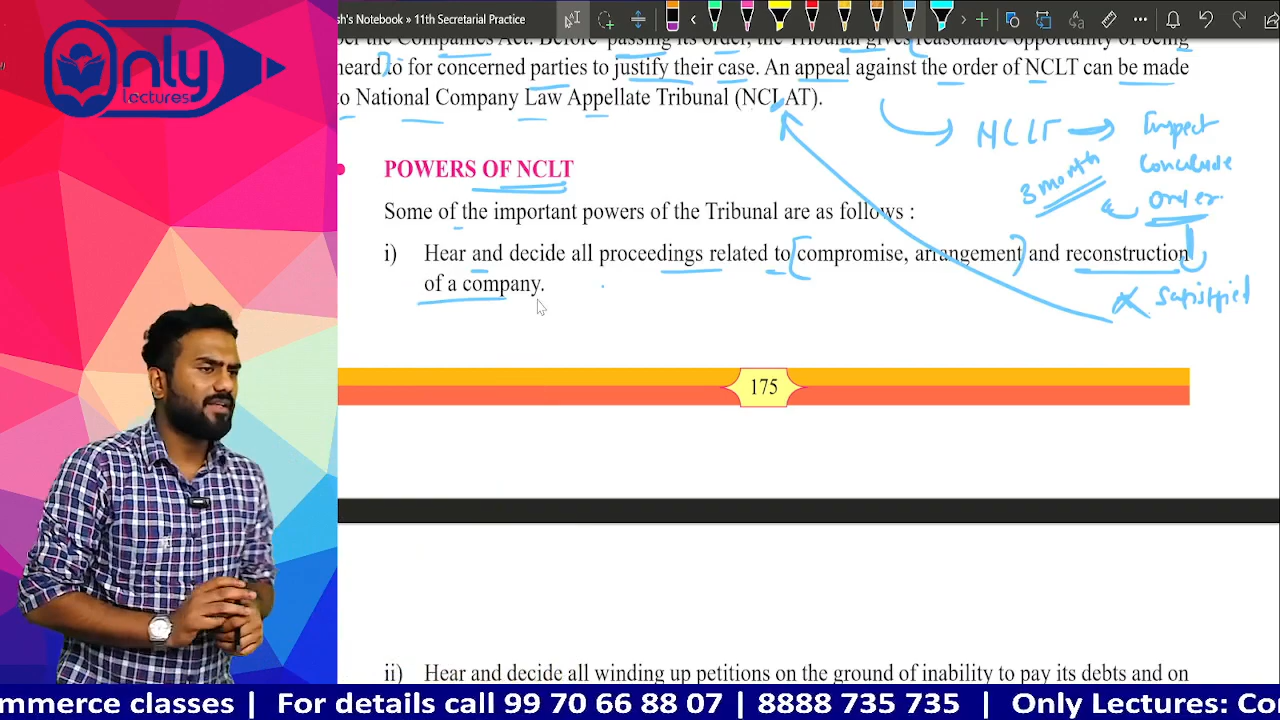 sh's Notebook » 11th Secretarial Practice
Only
lectures
per the Companies Act. Before passing its order, the Tribunal gives reasonable opportunity of being
heard to for concerned parties to justify their case. An appeal against the order of NCLT can be made
to National Company Law Appellate Tribunal (NCLAT).
NCLT → Inspect
Conclude
3 month
order
satisfied
POWERS OF NCLT
Some of the important powers of the Tribunal are as follows :
i) Hear and decide all proceedings related to compromise, arrangement and reconstruction
of a company.
175
ii) Hear and decide all winding up petitions on the ground of inability to pay its debts and on
mmerce classes | For details call 99 70 66 88 07 | 8888 735 735 | Only Lectures: Co